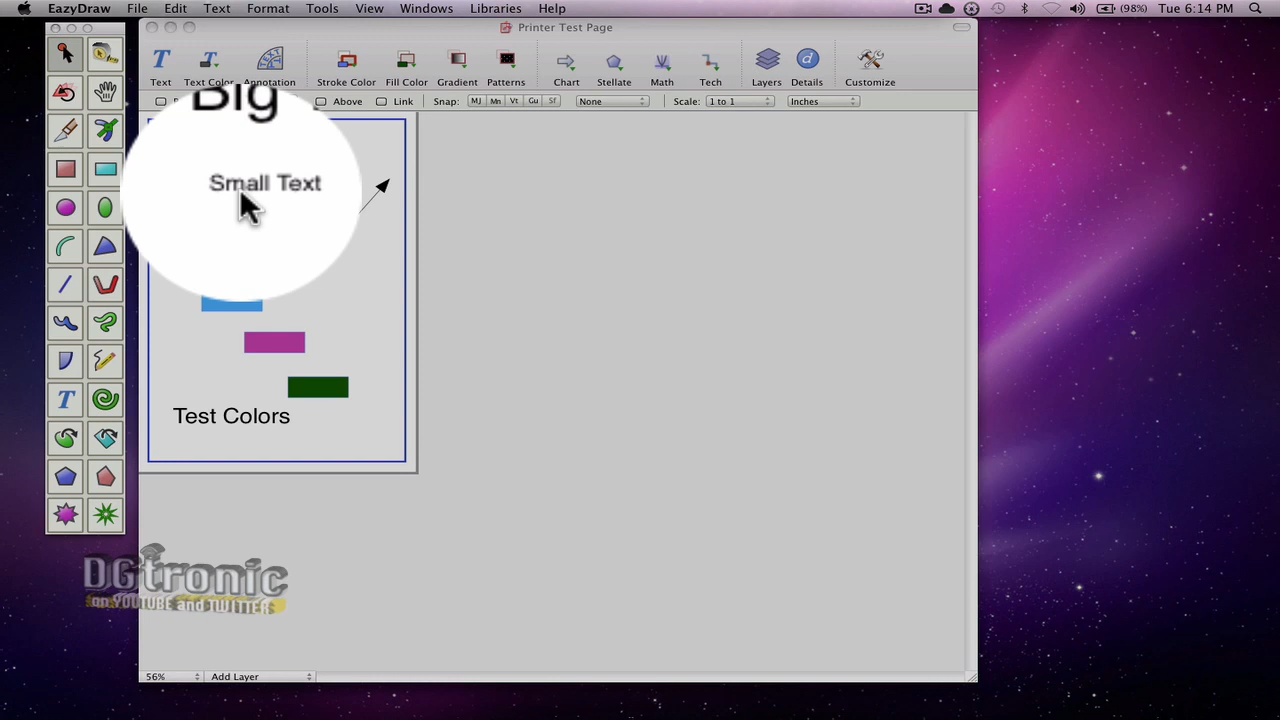 EazyDraw File Edit Text Format Tools View Windows Libraries Help (98%) Tue 6:14 PM
Printer Test Page
Text Text Color Annotation Stroke Color Fill Color Gradient Patterns Chart Stellate Math Tech Layers Details Customize
Above Link Snap: MJ Mn Vt Gu Sf None Scale: 1 to 1 Inches
Big
Small Text
Test Colors
T
DGtronic
on YOUTUBE and TWITTER
56% Add Layer